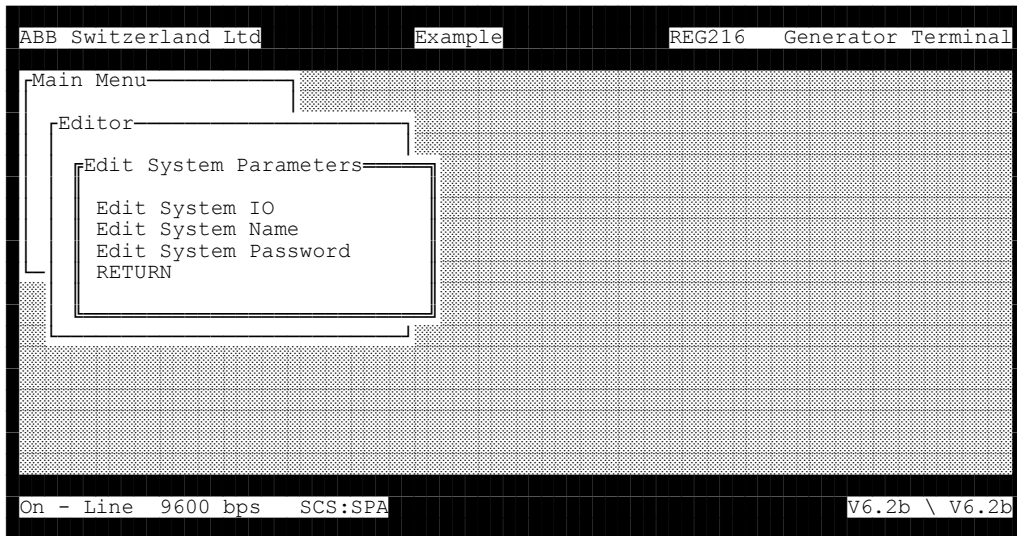 ABB Switzerland Ltd Example REG216 Generator Terminal
Main Menu
Editor
Edit System Parameters
Edit System IO
Edit System Name
Edit System Password
RETURN
On - Line 9600 bps SCS:SPA V6.2b \ V6.2b